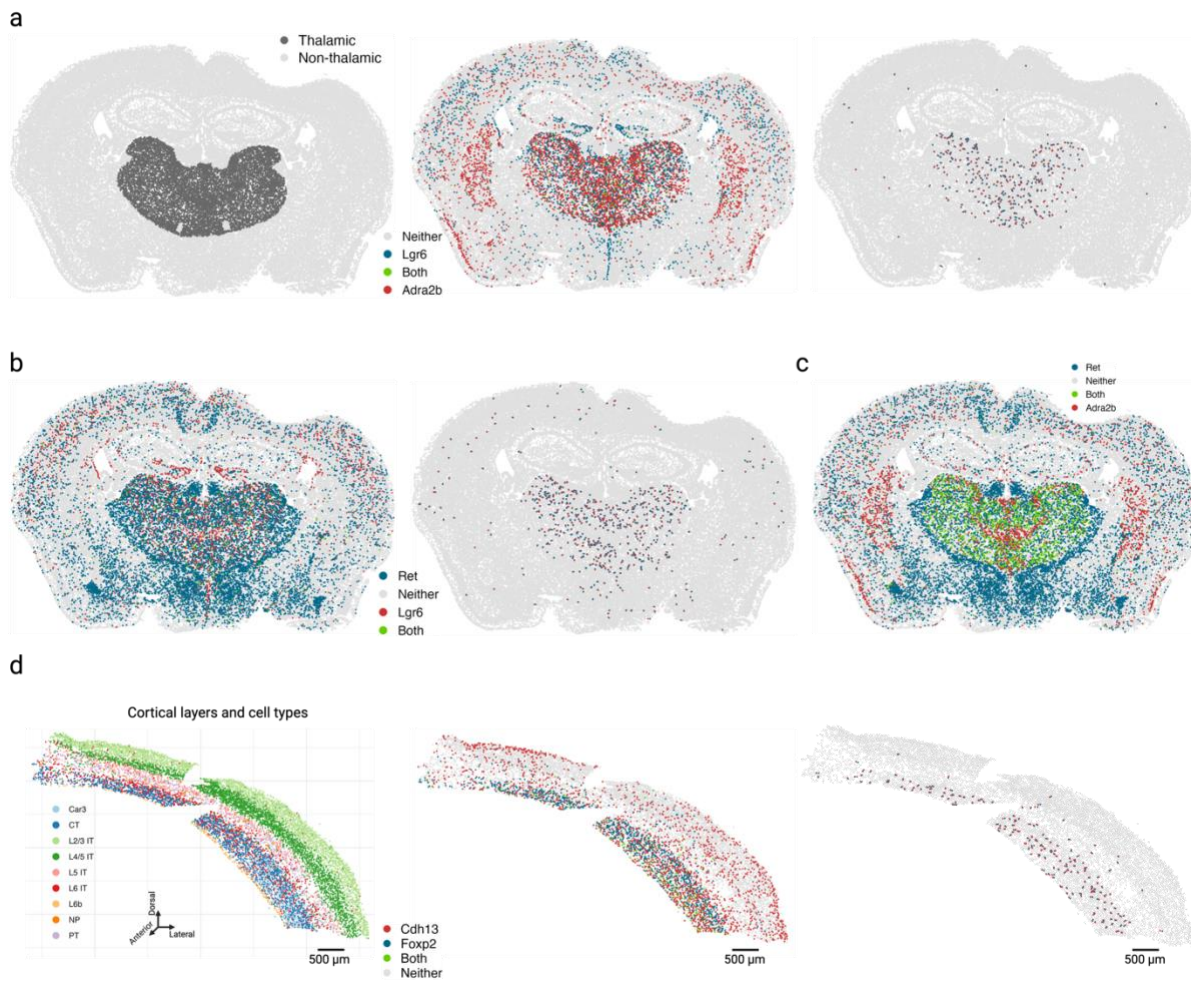 a
Thalamic
Non-thalamic
Neither
Lgr6
Both
Adra2b
b
c
Ret
Neither
Both
Adra2b
Ret
Neither
Lgr6
Both
d
Cortical layers and cell types
Car3
CT
L2/3 IT
L4/5 IT
L5 IT
L6 IT
L6b
NP
PT
Dorsal
Anterior
Lateral
500 µm
Cdh13
Foxp2
Both
Neither
500 µm
500 µm